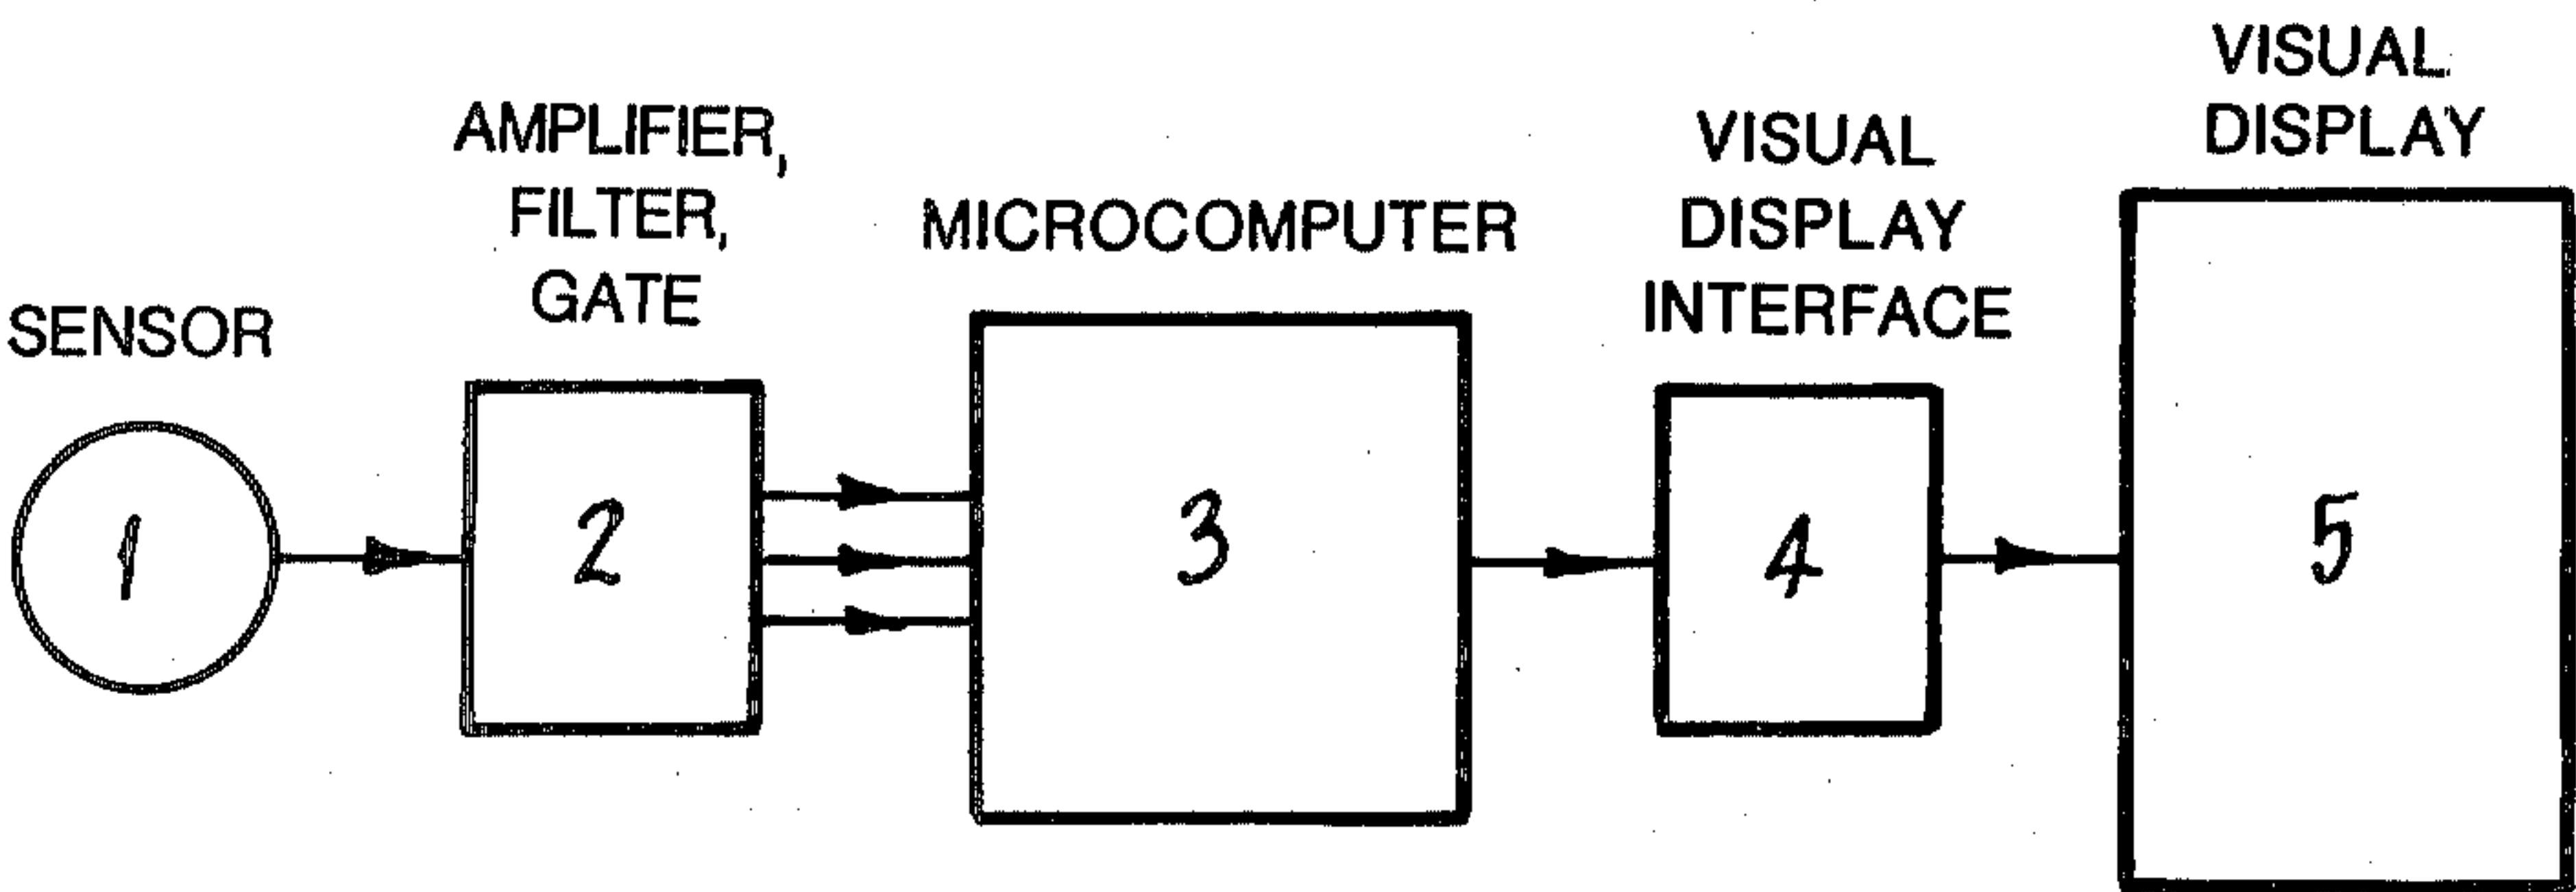 SENSOR
1
AMPLIFIER,
FILTER,
GATE
2
MICROCOMPUTER
3
VISUAL
DISPLAY
INTERFACE
4
VISUAL
DISPLAY
5